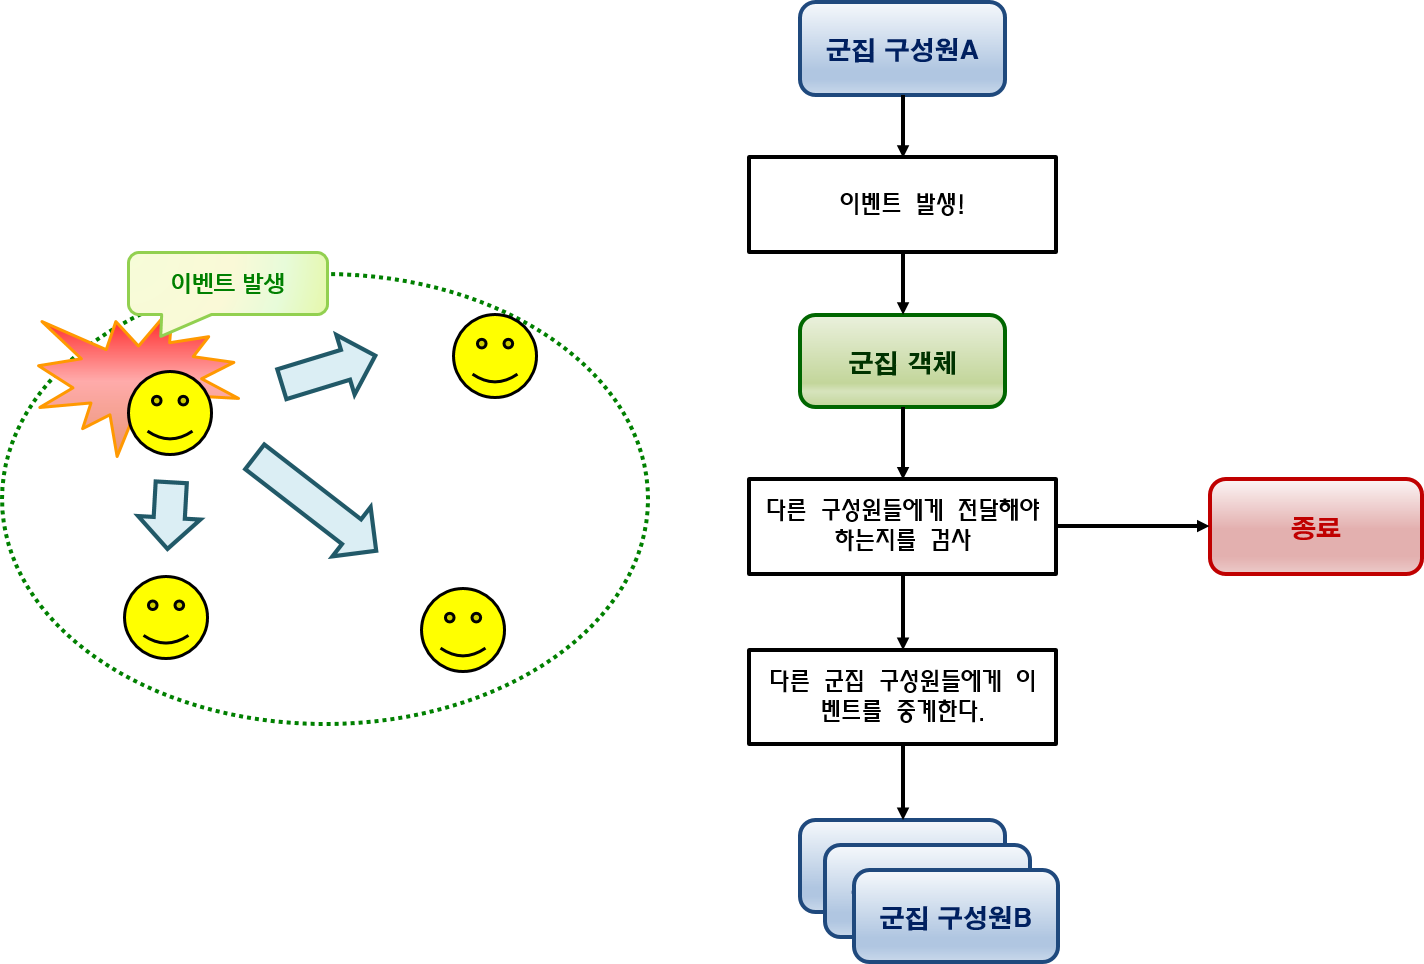 이벤트 발생
군집 구성원A
이벤트 발생!
군집 객체
다른 구성원들에게 전달해야
하는지를 검사
종료
다른 군집 구성원들에게 이
벤트를 중계한다.
군집 구성원B